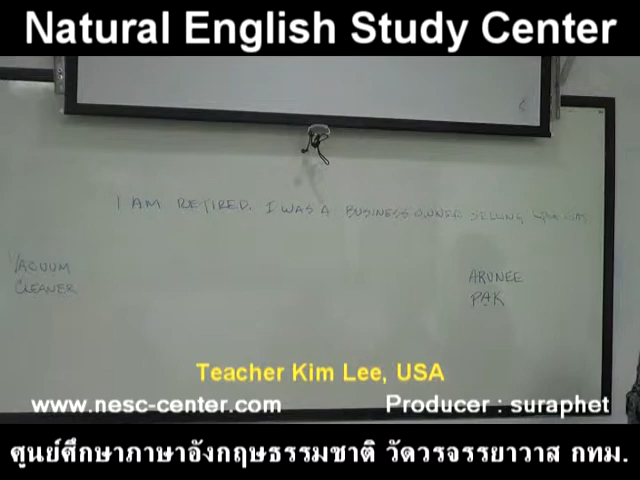 Natural English Study Center
I AM RETIRED. I WAS A BUSINESS OWNER SELLING
VACUUM
CLEANER
ARUNEE
PAK
Teacher Kim Lee, USA
www.nesc-center.com
Producer : suraphet
ศูนย์ศึกษาภาษาอังกฤษธรรมชาติ วัดวรจรรยาวาส กทม.